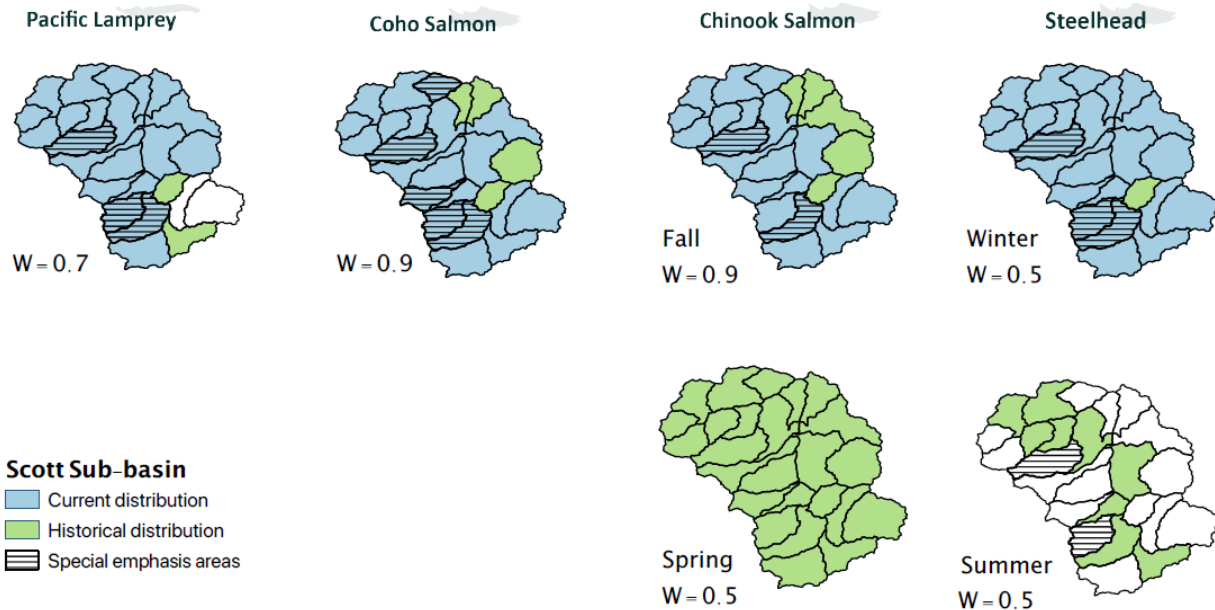 Pacific Lamprey
Coho Salmon
Chinook Salmon
Steelhead
W = 0.7
W = 0.9
Fall
W = 0.9
Winter
W = 0.5
Scott Sub-basin
Current distribution
Historical distribution
Special emphasis areas
Spring
W = 0.5
Summer
W = 0.5